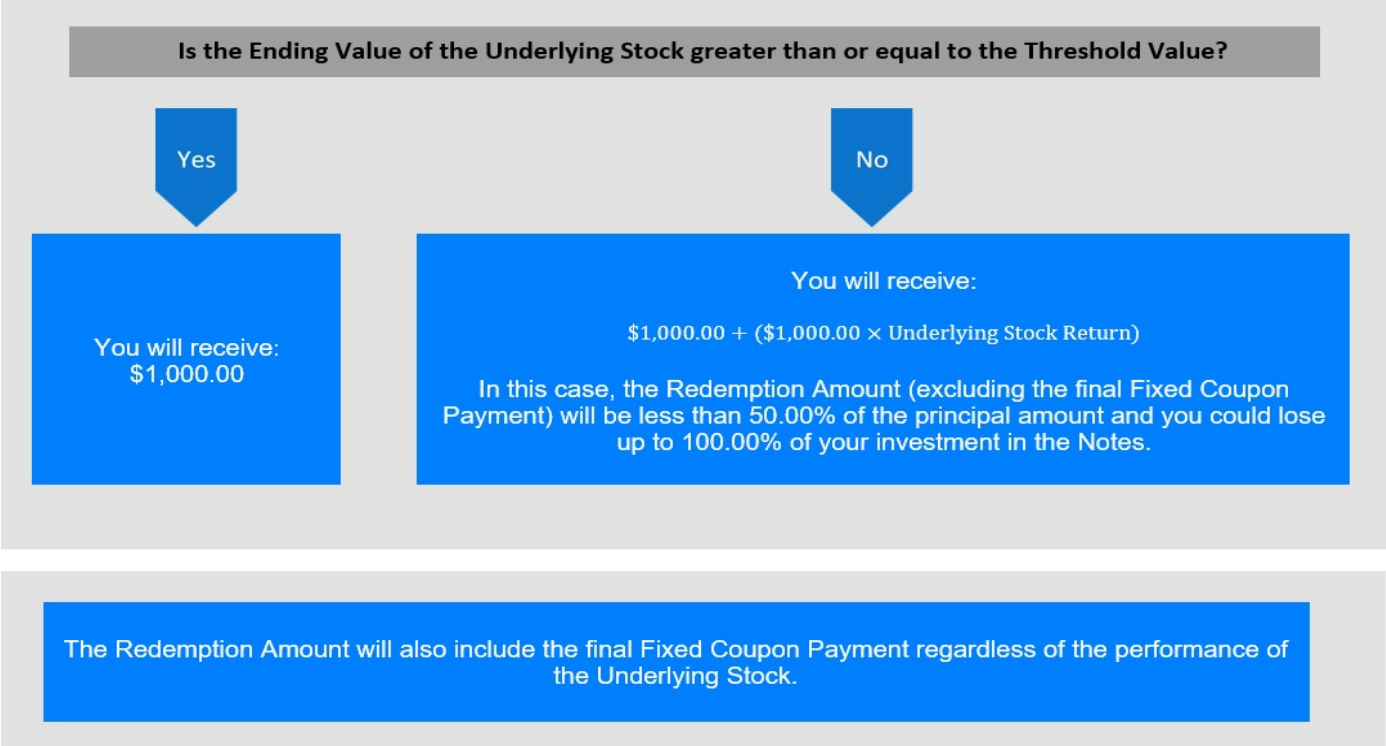 Is the Ending Value of the Underlying Stock greater than or equal to the Threshold Value?
Yes
No
You will receive:
$1,000.00
You will receive:
$1,000.00 + ($1,000.00 × Underlying Stock Return)
In this case, the Redemption Amount (excluding the final Fixed Coupon
Payment) will be less than 50.00% of the principal amount and you could lose
up to 100.00% of your investment in the Notes.
The Redemption Amount will also include the final Fixed Coupon Payment regardless of the performance of
the Underlying Stock.